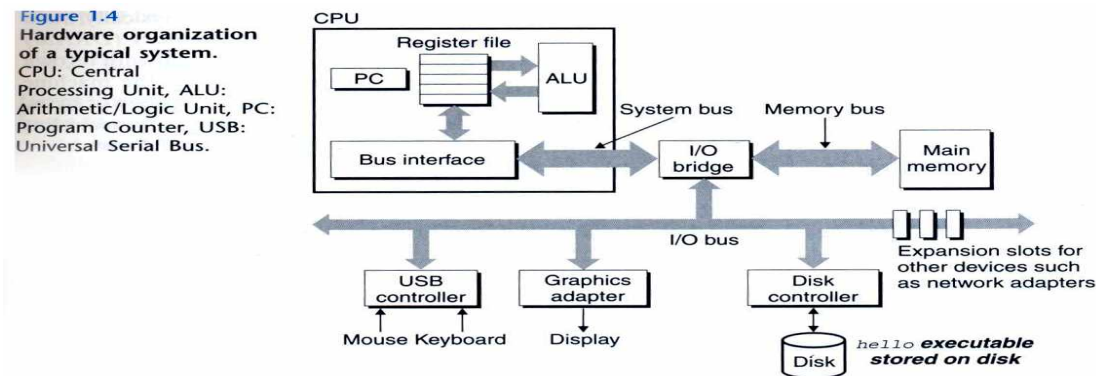 Figure 1.4
Hardware organization
of a typical system.
CPU: Central
Processing Unit, ALU:
Arithmetic/Logic Unit, PC:
Program Counter, USB:
Universal Serial Bus.
CPU
Register file
PC
ALU
System bus
Memory bus
Bus interface
I/O
bridge
Main
memory
I/O bus
Expansion slots for
other devices such
as network adapters
USB
controller
Graphics
adapter
Disk
controller
Mouse Keyboard
Display
Disk
hello executable
stored on disk